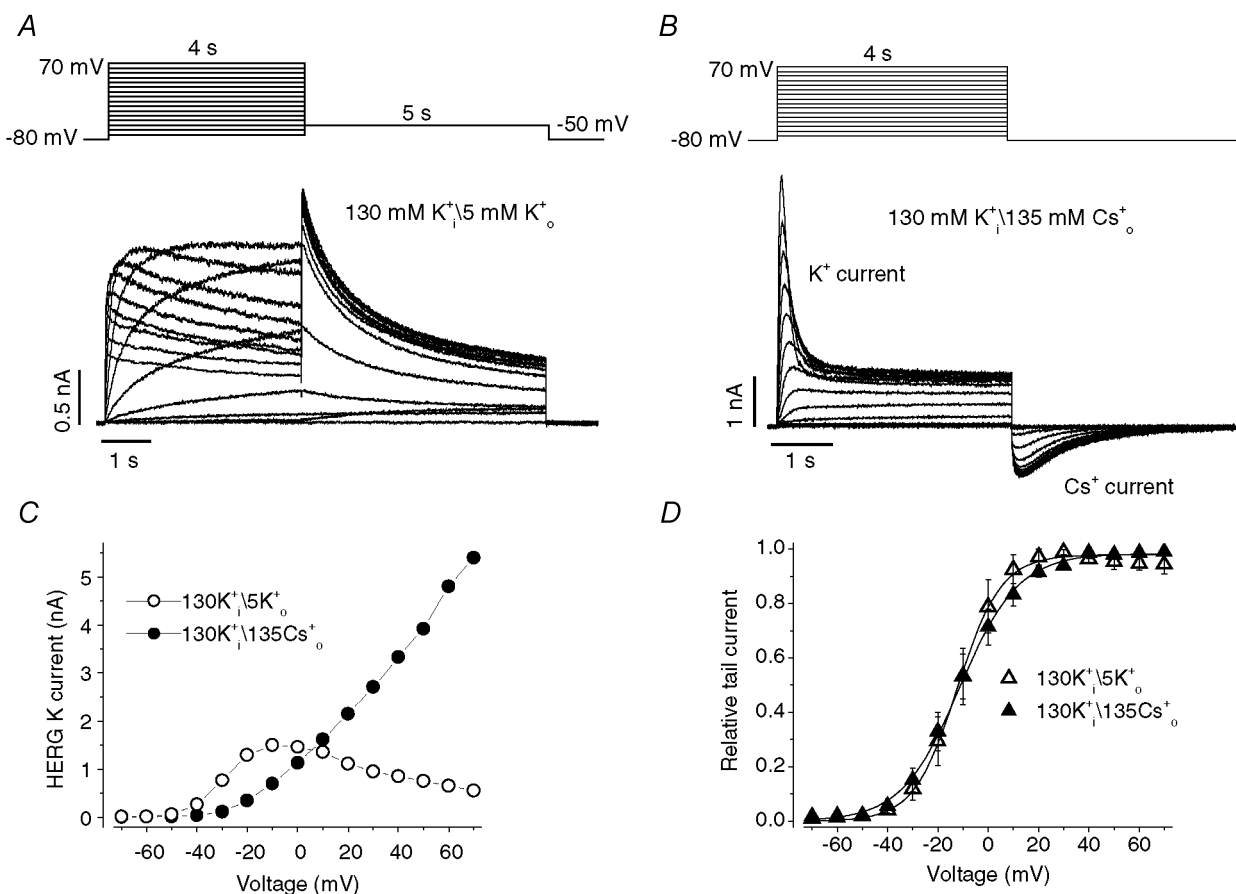 A
4 s
70 mV
5 s
-80 mV
-50 mV
130 mM K⁺ᵢ\5 mM K⁺ₒ
0.5 nA
1 s
B
4 s
70 mV
-80 mV
130 mM K⁺ᵢ\135 mM Cs⁺ₒ
K⁺ current
1 nA
1 s
Cs⁺ current
C
HERG K current (nA)
5
4
3
2
1
0
130K⁺ᵢ\5K⁺ₒ
130K⁺ᵢ\135Cs⁺ₒ
-60 -40 -20 0 20 40 60
Voltage (mV)
D
Relative tail current
1.0
0.8
0.6
0.4
0.2
0.0
130K⁺ᵢ\5K⁺ₒ
130K⁺ᵢ\135Cs⁺ₒ
-60 -40 -20 0 20 40 60
Voltage (mV)